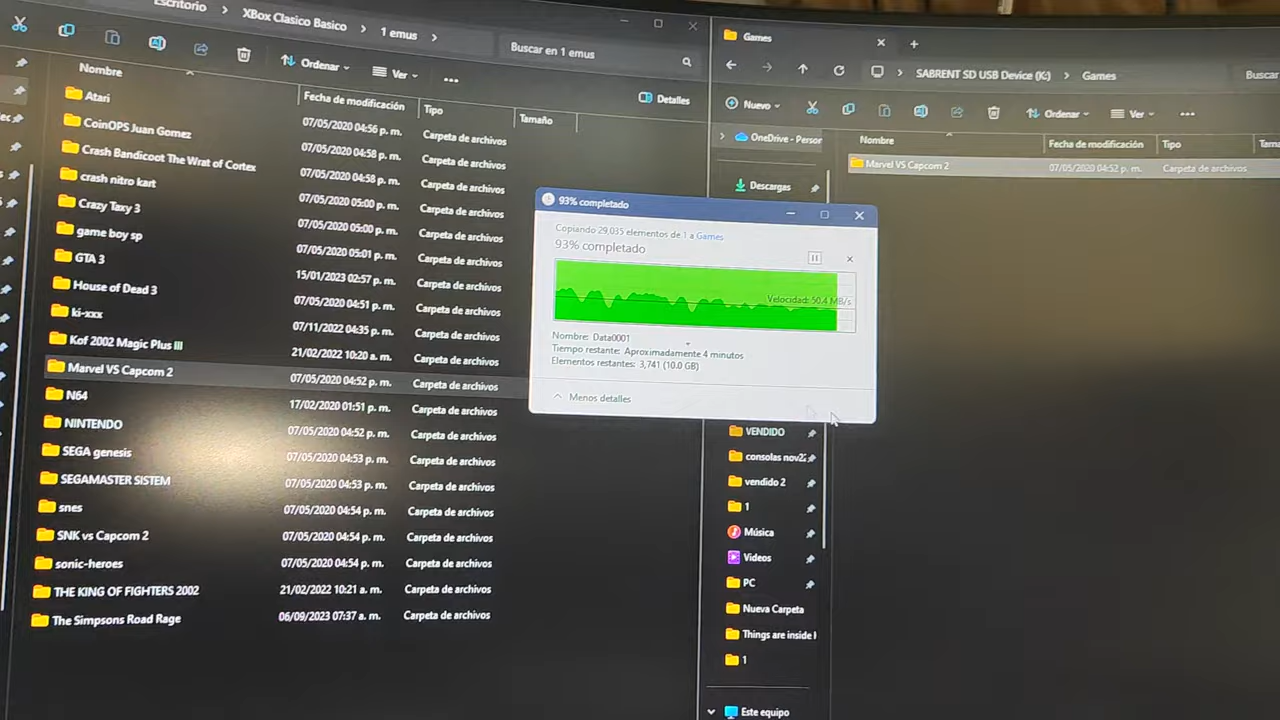 Escritorio > XBox Clasico Basico > 1 emus >
Buscar en 1 emus
Ordenar
Ver
Detalles
Nombre
Fecha de modificación
Tipo
Tamaño
Atari 07/05/2020 04:56 p. m. Carpeta de archivos
CoinOPS Juan Gomez 07/05/2020 04:58 p. m. Carpeta de archivos
Crash Bandicoot The Wrat of Cortex 07/05/2020 04:58 p. m. Carpeta de archivos
crash nitro kart 07/05/2020 05:00 p. m. Carpeta de archivos
Crazy Taxy 3 07/05/2020 05:00 p. m. Carpeta de archivos
game boy sp 07/05/2020 05:01 p. m. Carpeta de archivos
GTA 3 15/01/2023 02:57 p. m. Carpeta de archivos
House of Dead 3 07/05/2020 04:51 p. m. Carpeta de archivos
ki-xxx 07/11/2022 04:35 p. m. Carpeta de archivos
Kof 2002 Magic Plus III 21/02/2022 10:20 a. m. Carpeta de archivos
Marvel VS Capcom 2 07/05/2020 04:52 p. m. Carpeta de archivos
N64 17/02/2020 01:51 p. m. Carpeta de archivos
NINTENDO 07/05/2020 04:52 p. m. Carpeta de archivos
SEGA genesis 07/05/2020 04:53 p. m. Carpeta de archivos
SEGAMASTER SISTEM 07/05/2020 04:53 p. m. Carpeta de archivos
snes 07/05/2020 04:54 p. m. Carpeta de archivos
SNK vs Capcom 2 07/05/2020 04:54 p. m. Carpeta de archivos
sonic-heroes 07/05/2020 04:54 p. m. Carpeta de archivos
THE KING OF FIGHTERS 2002 21/02/2022 10:21 a. m. Carpeta de archivos
The Simpsons Road Rage 06/09/2023 07:37 a. m. Carpeta de archivos
93% completado
Copiando 29,035 elementos de 1 a Games
93% completado
Velocidad: 50.4 MB/s
Nombre: Data0001
Tiempo restante: Aproximadamente 4 minutos
Elementos restantes: 3,741 (10.0 GB)
Menos detalles
Games
SABRENT SD USB Device (K:) > Games
Buscar
Nuevo
Ordenar
Ver
Nombre
Fecha de modificación
Tipo
Marvel VS Capcom 2 07/05/2020 04:52 p. m. Carpeta de archivos
OneDrive - Person
Descargas
VENDIDO
consolas nov22
vendido 2
1
Música
Videos
PC
Nueva Carpeta
Things are inside
1
Este equipo